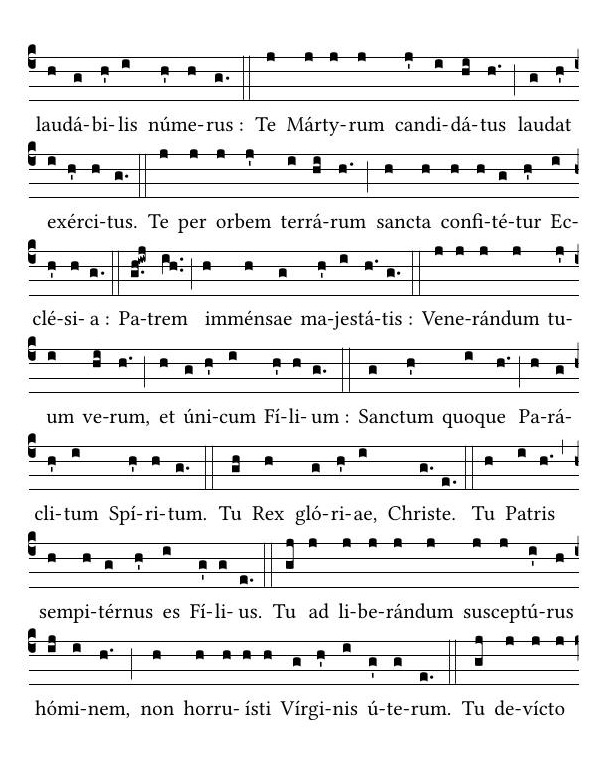 laudá-bi-lis núme-rus : Te Márty-rum candi-dá-tus laudat
exérci-tus. Te per orbem terrá-rum sancta confi-té-tur Ec-
clé-si- a : Pa-trem imménsae ma-jestá-tis : Vene-rándum tu-
um ve-rum, et úni-cum Fí-li- um : Sanctum quoque Pa-rá-
cli-tum Spí-ri-tum. Tu Rex gló-ri-ae, Christe. Tu Patris
sempi-térnus es Fí-li- us. Tu ad li-be-rándum susceptú-rus
hómi-nem, non horru- ísti Vírgi-nis ú-te-rum. Tu de-vícto